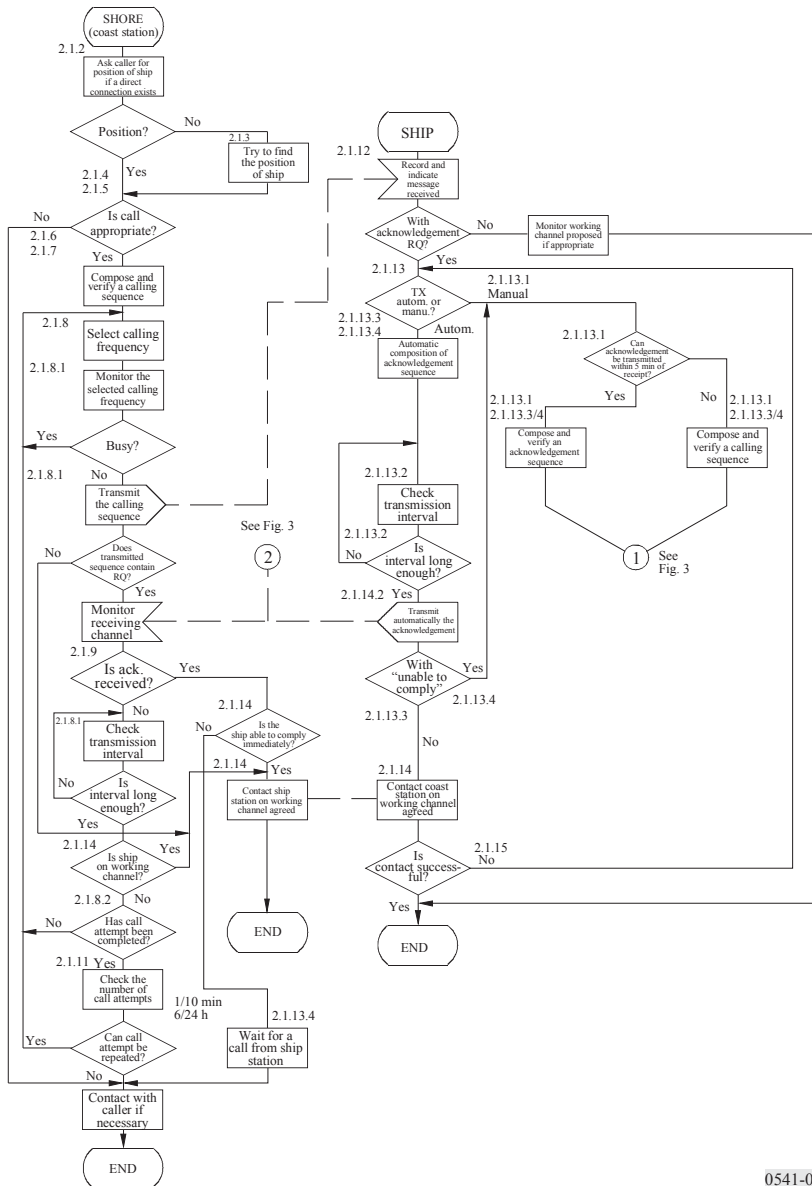 SHORE
(coast station)
2.1.2
Ask caller for
position of ship
if a direct
connection exists
Position?
No
2.1.3
Try to find
the position
of ship
Yes
2.1.4
2.1.5
Is call
appropriate?
No
2.1.6
2.1.7
Yes
Compose and
verify a calling
sequence
2.1.8
Select calling
frequency
2.1.8.1
Monitor the
selected calling
frequency
Yes
Busy?
2.1.8.1
No
Transmit
the calling
sequence
No
Does
transmitted
sequence contain
RQ?
Yes
Monitor
receiving
channel
2.1.9
Is ack.
received?
Yes
No
2.1.8.1
Check
transmission
interval
No
Is
interval long
enough?
Yes
2.1.14
Is ship
on working
channel?
Yes
2.1.8.2
No
No
Has call
attempt been
completed?
2.1.11
Yes
Check the
number of
call attempts
1/10 min
6/24 h
Yes
Can call
attempt be
repeated?
No
Contact with
caller if
necessary
END
See Fig. 3
2
2.1.14
No
Is the
ship able to comply
immediately?
2.1.14
Yes
Contact ship
station on working
channel agreed
END
2.1.13.4
Wait for a
call from ship
station
SHIP
2.1.12
Record and
indicate
message
received
With
acknowledgement
RQ?
No
Monitor working
channel proposed
if appropriate
Yes
2.1.13
2.1.13.1
Manual
TX
autom. or
manu.?
2.1.13.3
2.1.13.4
Autom.
Automatic
composition of
acknowledgement
sequence
2.1.13.1
Can
acknowledgement
be transmitted
within 5 min of
receipt?
Yes
No
2.1.13.1
2.1.13.3/4
Compose and
verify an
acknowledgement
sequence
2.1.13.1
2.1.13.3/4
Compose and
verify a calling
sequence
1
See
Fig. 3
2.1.13.2
Check
transmission
interval
2.1.13.2
No
Is
interval long
enough?
Yes
2.1.14.2
Transmit
automatically the
acknowledgement
With
“unable to
comply”
Yes
2.1.13.4
2.1.13.3
No
2.1.14
Contact coast
station on
working channel
agreed
2.1.15
No
Is
contact success-
ful?
Yes
END
0541-0